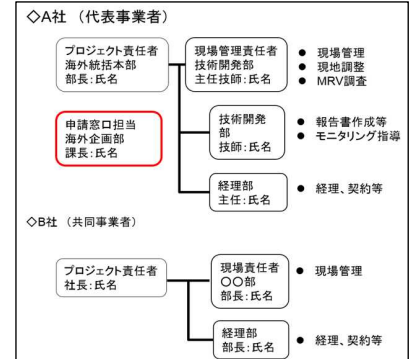 ◇A社 （代表事業者）
プロジェクト責任者
海外統括本部
部長：氏名
現場管理責任者
技術開発部
主任技師：氏名
● 現場管理
● 現地調整
● MRV調査
申請窓口担当
海外企画部
課長：氏名
技術開発
部
技師：氏名
● 報告書作成等
● モニタリング指導
経理部
主任：氏名
● 経理、契約等
◇B社 （共同事業者）
プロジェクト責任者
社長：氏名
現場責任者
〇〇部
部長：氏名
● 現場管理
経理部
部長：氏名
● 経理、契約等